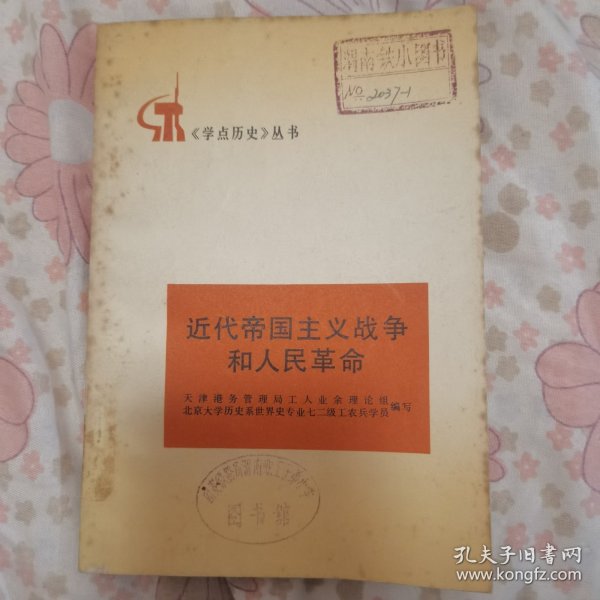 渭南铁小图书
NO 2037-1
《学点历史》丛书
近代帝国主义战争
和人民革命
天津港务管理局工人业余理论组
北京大学历史系世界史专业七二级工农兵学员
编写
图书馆
孔夫子旧书网
www.kongfz.com